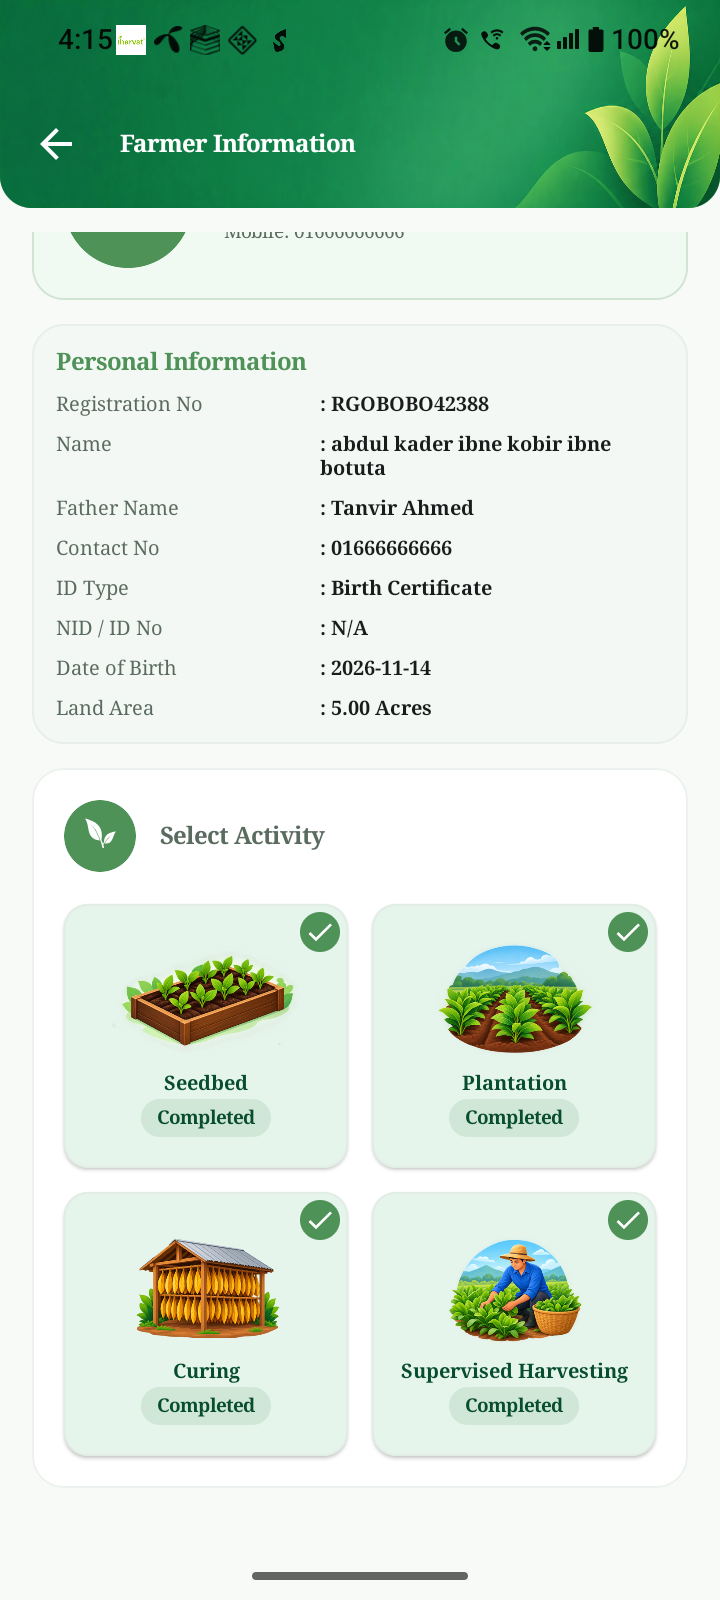 4:15
100%
Farmer Information
Mobile: 01666666666
Personal Information
Registration No : RGOBOBO42388
Name : abdul kader ibne kobir ibne
botuta
Father Name : Tanvir Ahmed
Contact No : 01666666666
ID Type : Birth Certificate
NID / ID No : N/A
Date of Birth : 2026-11-14
Land Area : 5.00 Acres
Select Activity
Seedbed
Completed
Plantation
Completed
Curing
Completed
Supervised Harvesting
Completed